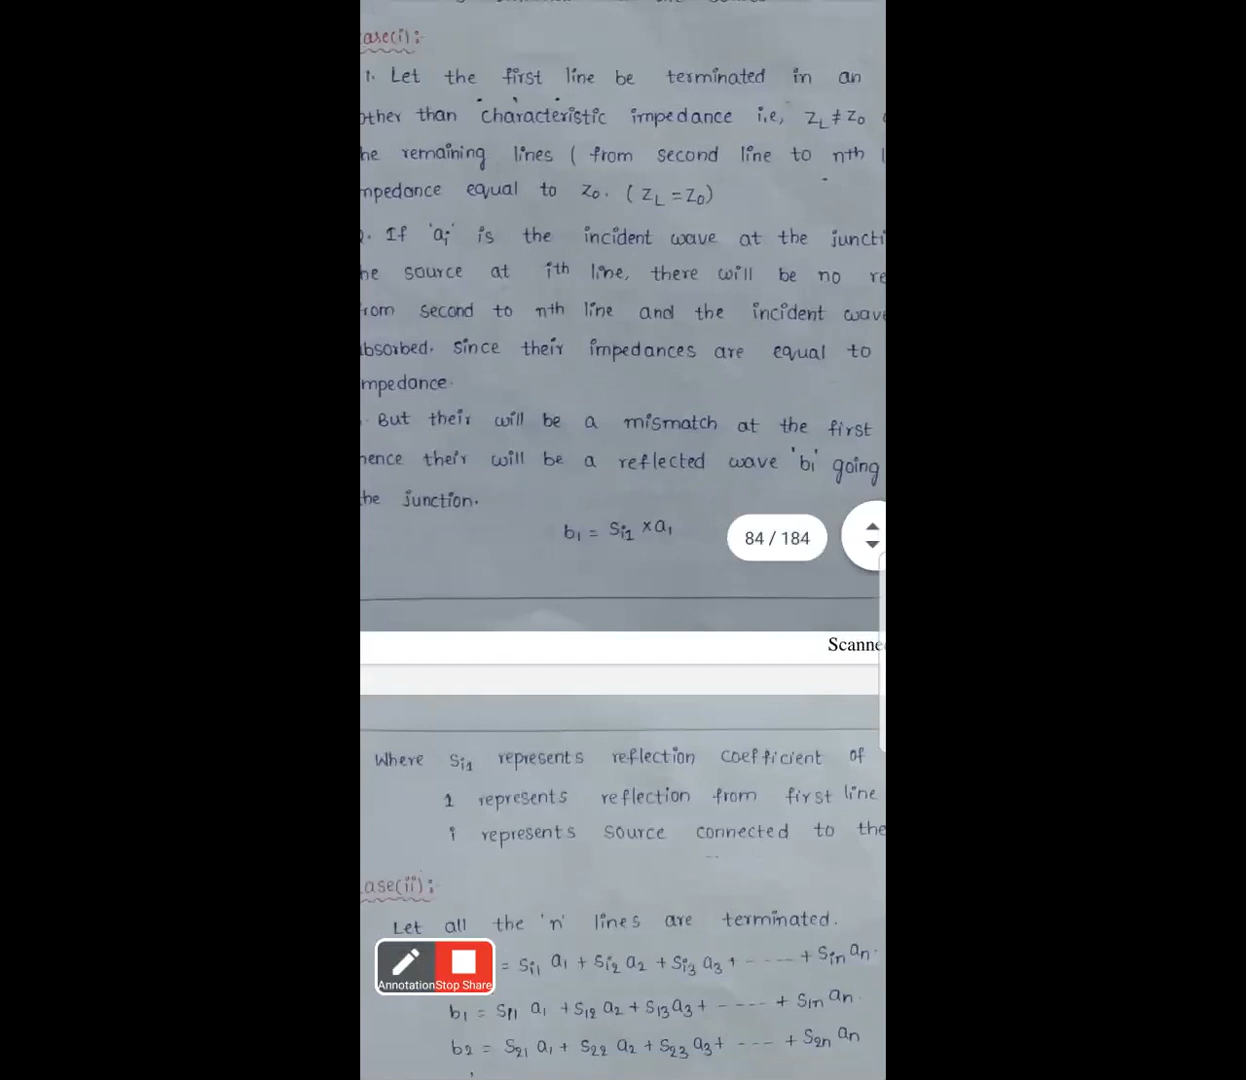 ase(i):-
1. Let the first line be terminated in an
other than characteristic impedance i.e, ZL ≠ Z0
he remaining lines ( from second line to nth l
mpedance equal to Z0. ( ZL = Z0)
. If 'ai' is the incident wave at the juncti
he source at ith line, there will be no re
rom second to nth line and the incident wave
bsorbed. Since their impedances are equal to
mpedance.
. But their will be a mismatch at the first
hence their will be a reflected wave 'bi' going
the junction.
b1 = Si1 × a1
84 / 184
Scanne
Where Si1 represents reflection coefficient of
1 represents reflection from first line
i represents source connected to the
ase(ii):
Let all the 'n' lines are terminated.
= Si1 a1 + Si2 a2 + Si3 a3 + ----- + Sin an.
Annotation Stop Share
b1 = S11 a1 + S12 a2 + S13 a3 + ---- + S1n an.
b2 = S21 a1 + S22 a2 + S23 a3 + --- + S2n an